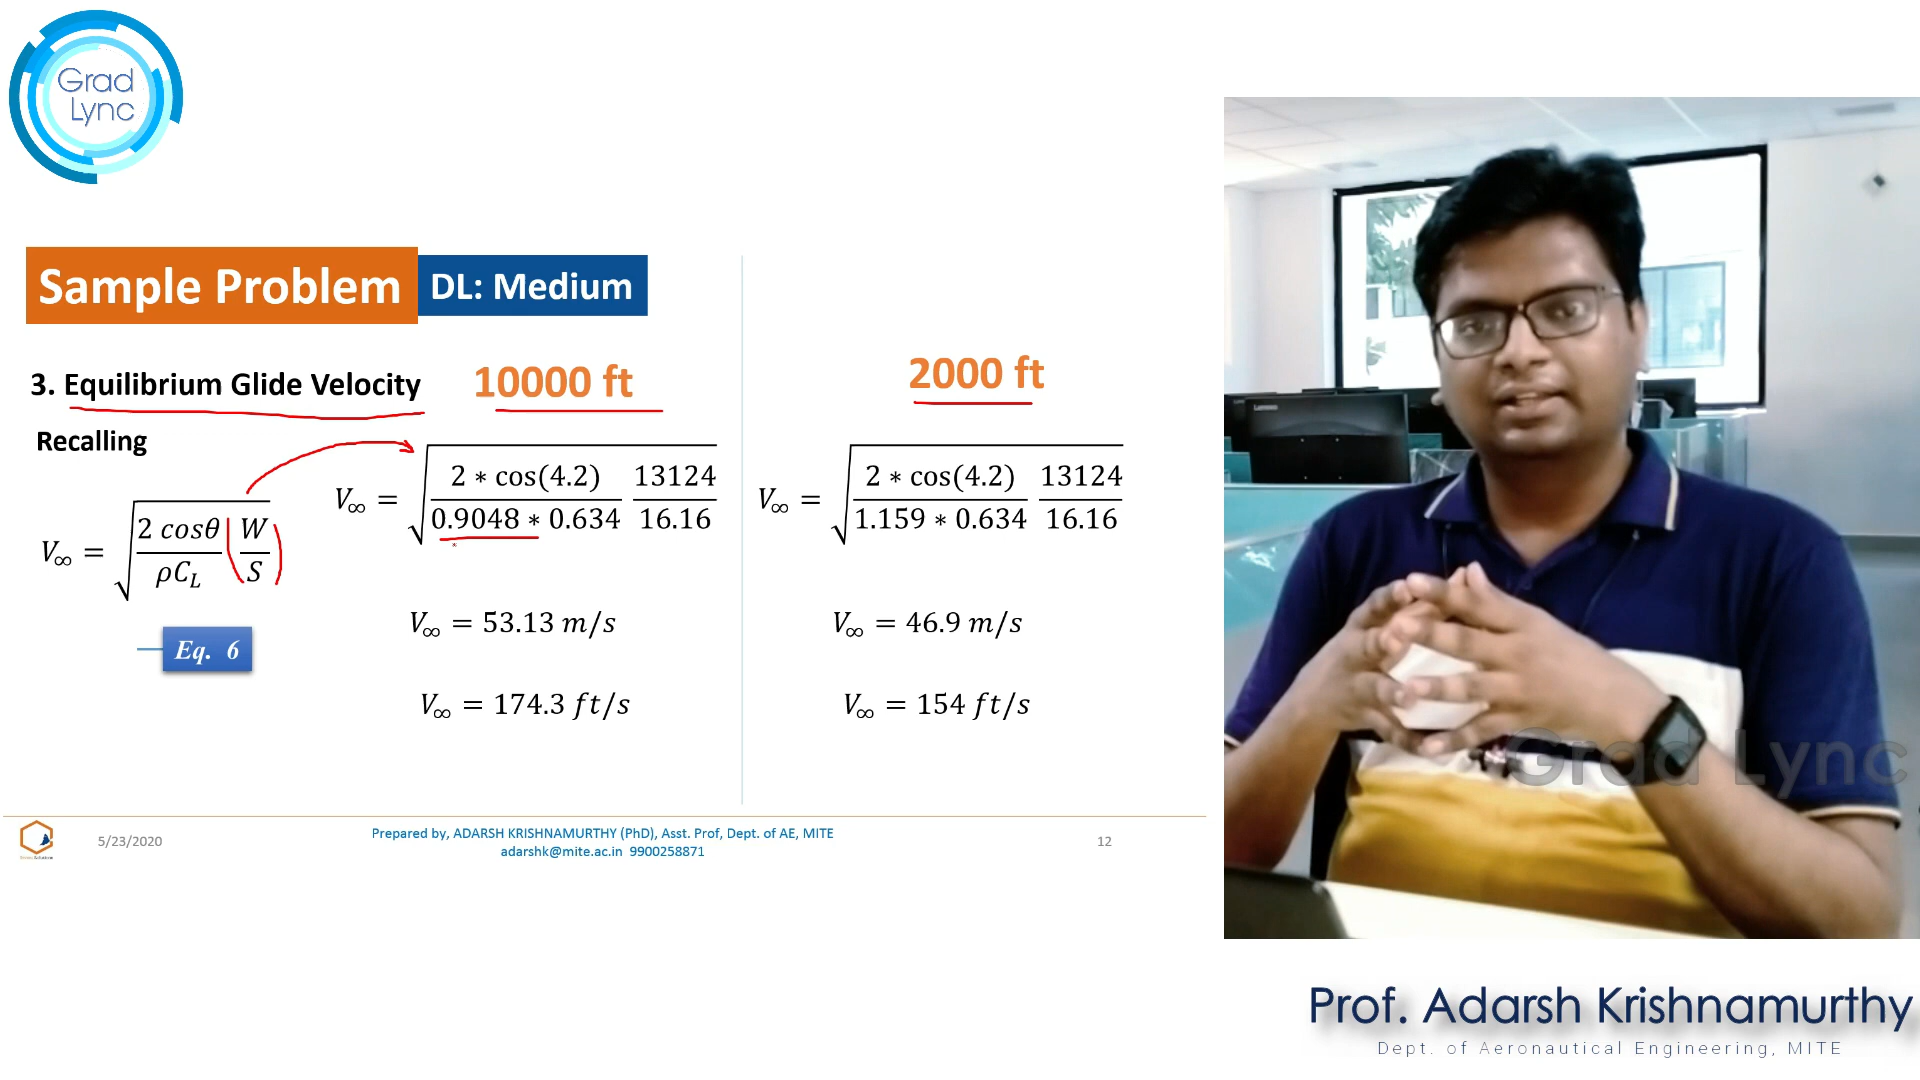 Grad
Lync
Sample Problem
DL: Medium
3. Equilibrium Glide Velocity
10000 ft
2000 ft
Recalling
V∞ = √(2 cosθ / ρC_L (W / S))
V∞ = √(2 ∗ cos(4.2) / 0.9048 ∗ 0.634 13124 / 16.16)
V∞ = √(2 ∗ cos(4.2) / 1.159 ∗ 0.634 13124 / 16.16)
Eq. 6
V∞ = 53.13 m/s
V∞ = 46.9 m/s
V∞ = 174.3 ft/s
V∞ = 154 ft/s
5/23/2020
Prepared by, ADARSH KRISHNAMURTHY (PhD), Asst. Prof, Dept. of AE, MITE
adarshk@mite.ac.in 9900258871
12
Lenovo
Grad Lync
Prof. Adarsh Krishnamurthy
Dept. of Aeronautical Engineering, MITE